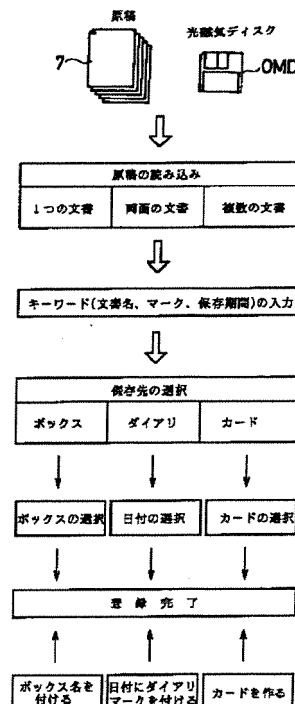 原稿
光磁気ディスク
7
OMD
原稿の読み込み
1つの文書
両面の文書
複数の文書
キーワード(文書名、マーク、保存期間)の入力
保存先の選択
ボックス
ダイアリ
カード
ボックスの選択
日付の選択
カードの選択
登録完了
ボックス名を
付ける
日付にダイアリ
マークを付ける
カードを作る